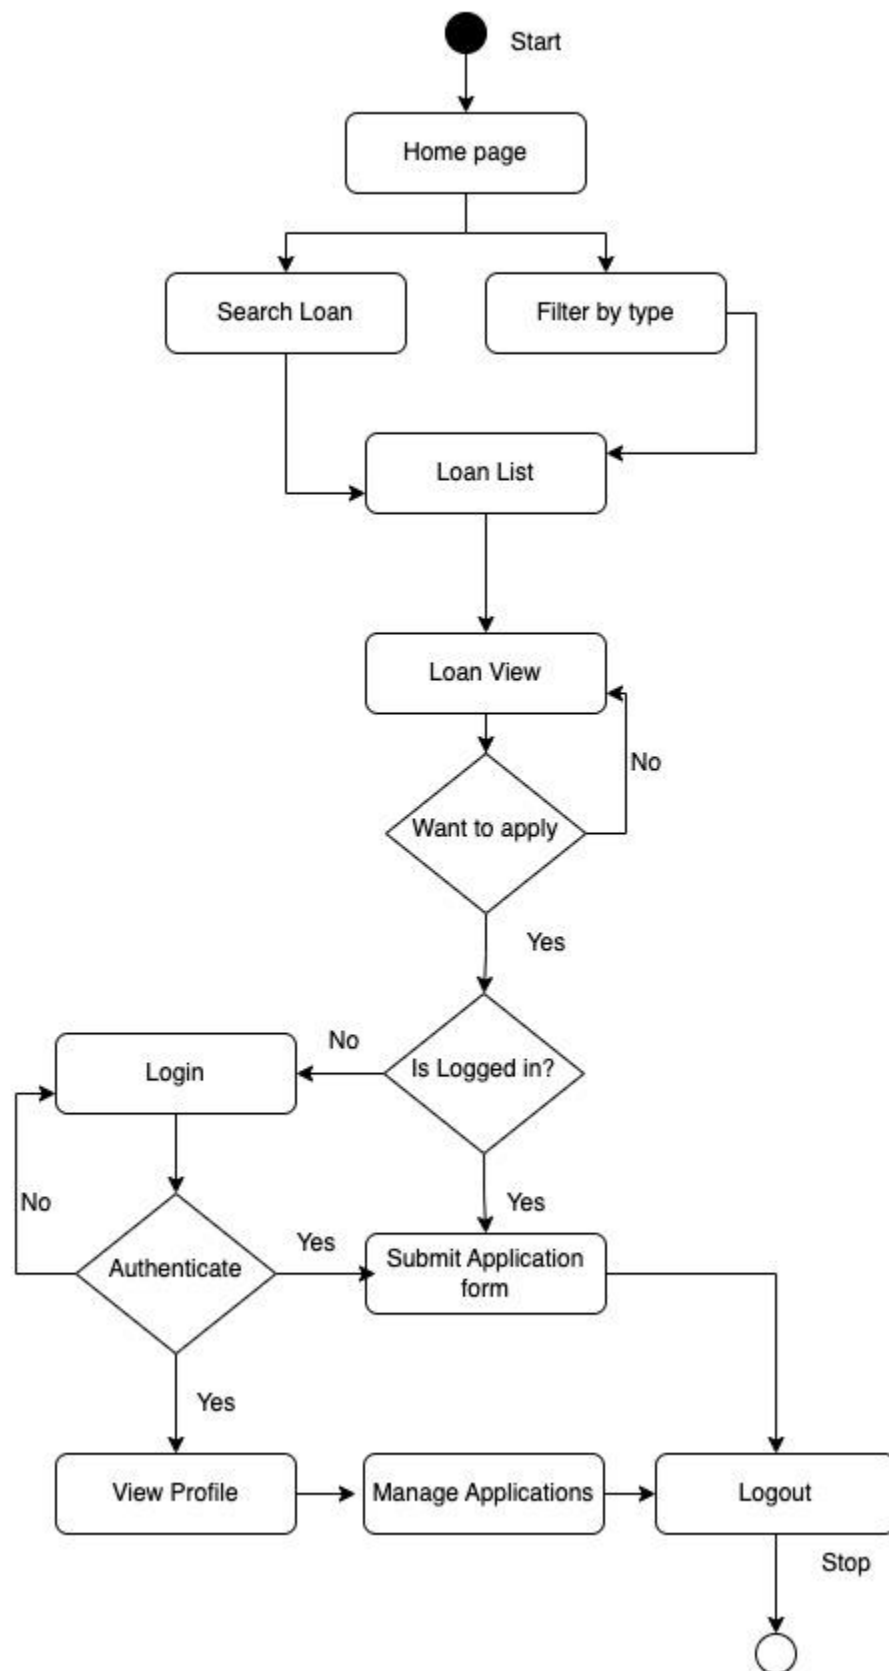 Start
Home page
Search Loan
Filter by type
Loan List
Loan View
No
Want to apply
Yes
No
Is Logged in?
Login
No
Yes
Yes
Authenticate
Submit Application
form
Yes
View Profile
Manage Applications
Logout
Stop